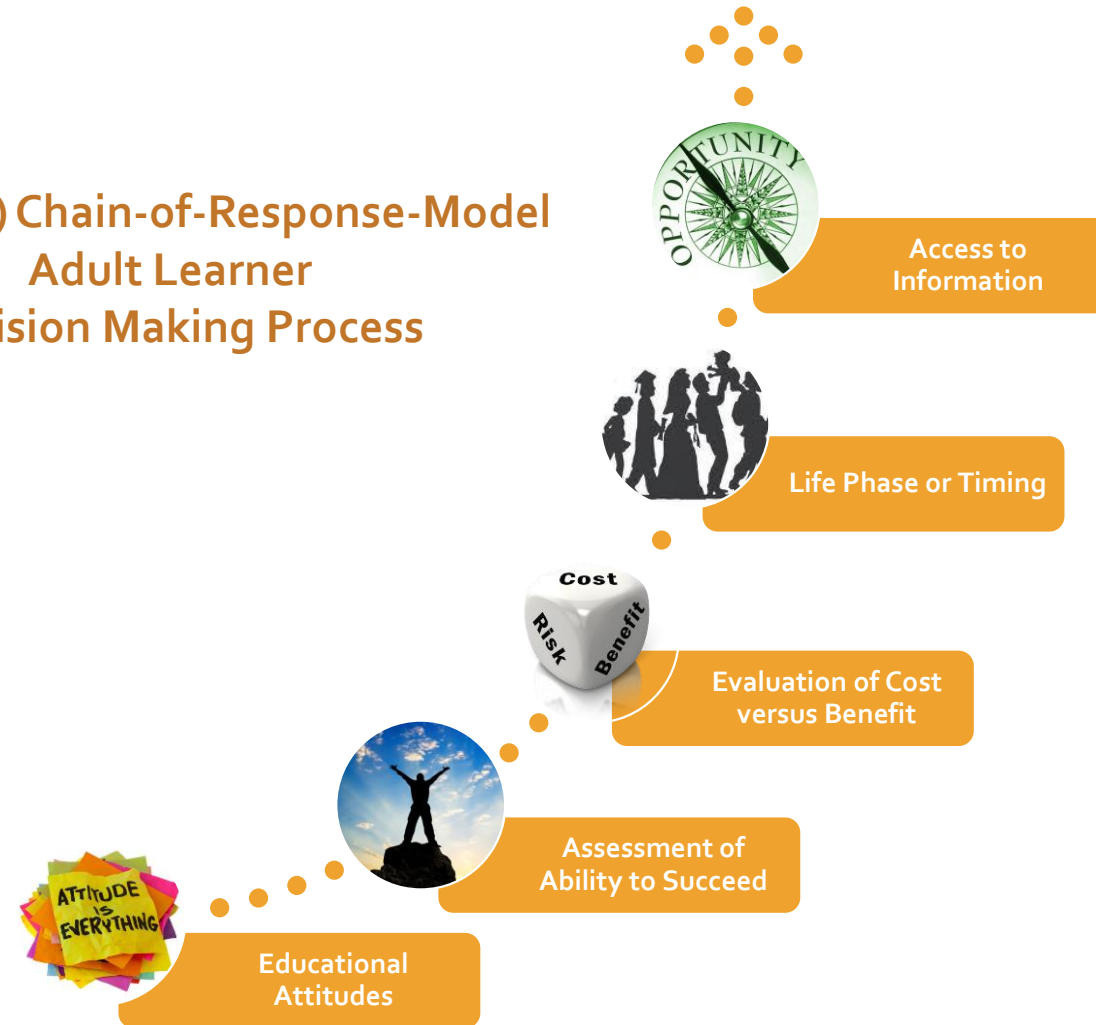 ) Chain-of-Response-Model
Adult Learner
ision Making Process
OPPORTUNITY
Access to
Information
Life Phase or Timing
Cost
Risk
Benefit
Evaluation of Cost
versus Benefit
Assessment of
Ability to Succeed
ATTITUDE
IS
EVERYTHING
Educational
Attitudes